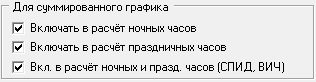 Для суммированного графика
Включать в расчёт ночных часов
Включать в расчёт праздничных часов
Вкл. в расчёт ночных и празд. часов (СПИД, ВИЧ)